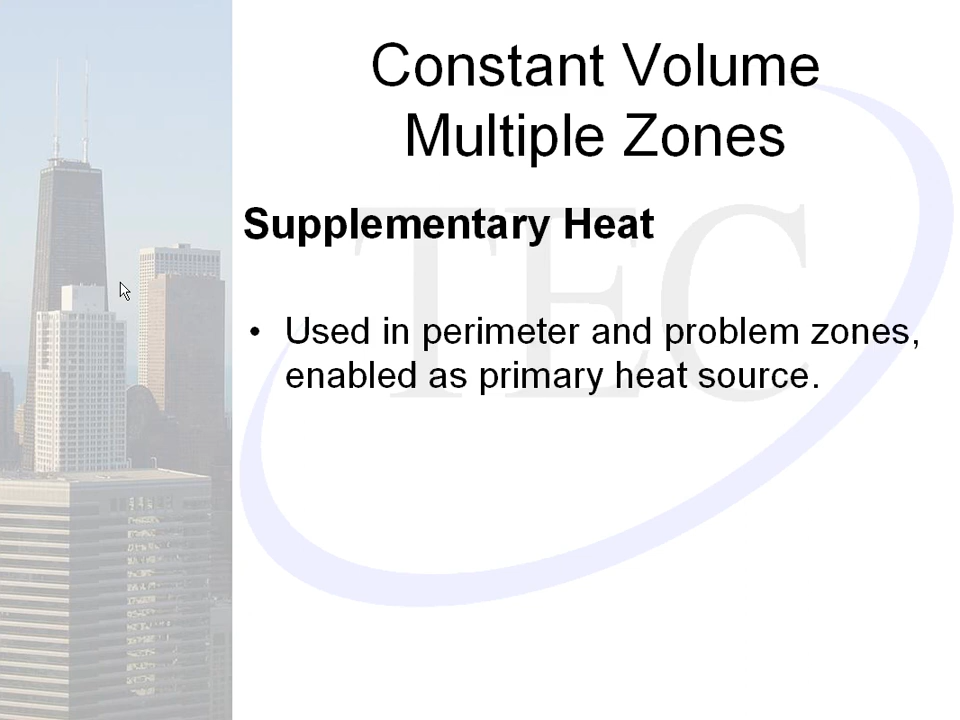 Constant Volume
Multiple Zones
Supplementary Heat
TEC
• Used in perimeter and problem zones,
enabled as primary heat source.